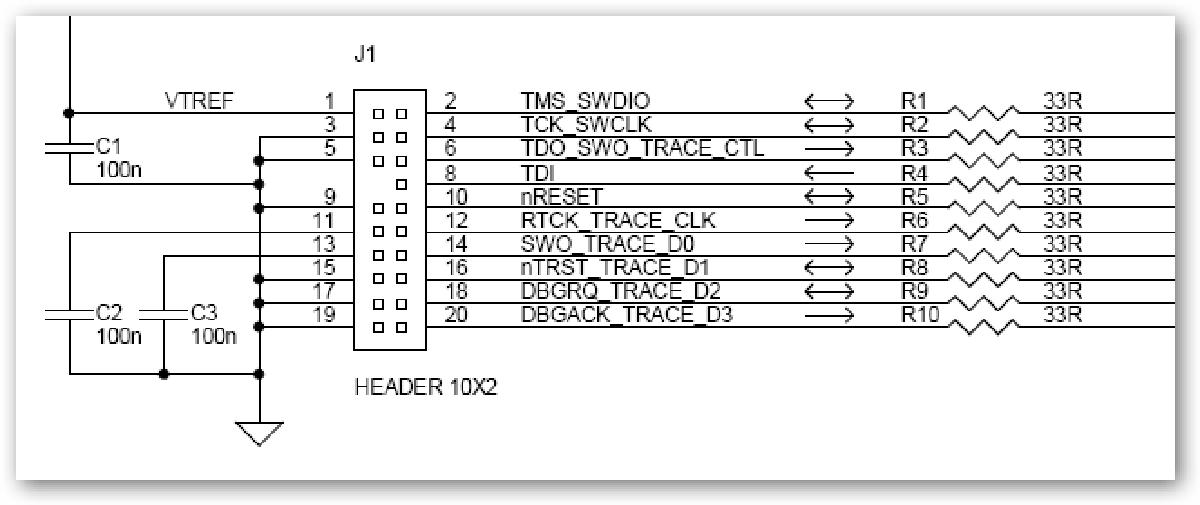 J1
VTREF 1 2 TMS_SWDIO R1 33R
3 4 TCK_SWCLK R2 33R
C1 5 6 TDO_SWO_TRACE_CTL R3 33R
100n 8 TDI R4 33R
9 10 nRESET R5 33R
11 12 RTCK_TRACE_CLK R6 33R
13 14 SWO_TRACE_D0 R7 33R
15 16 nTRST_TRACE_D1 R8 33R
17 18 DBGRQ_TRACE_D2 R9 33R
C2 C3 19 20 DBGACK_TRACE_D3 R10 33R
100n 100n
HEADER 10X2